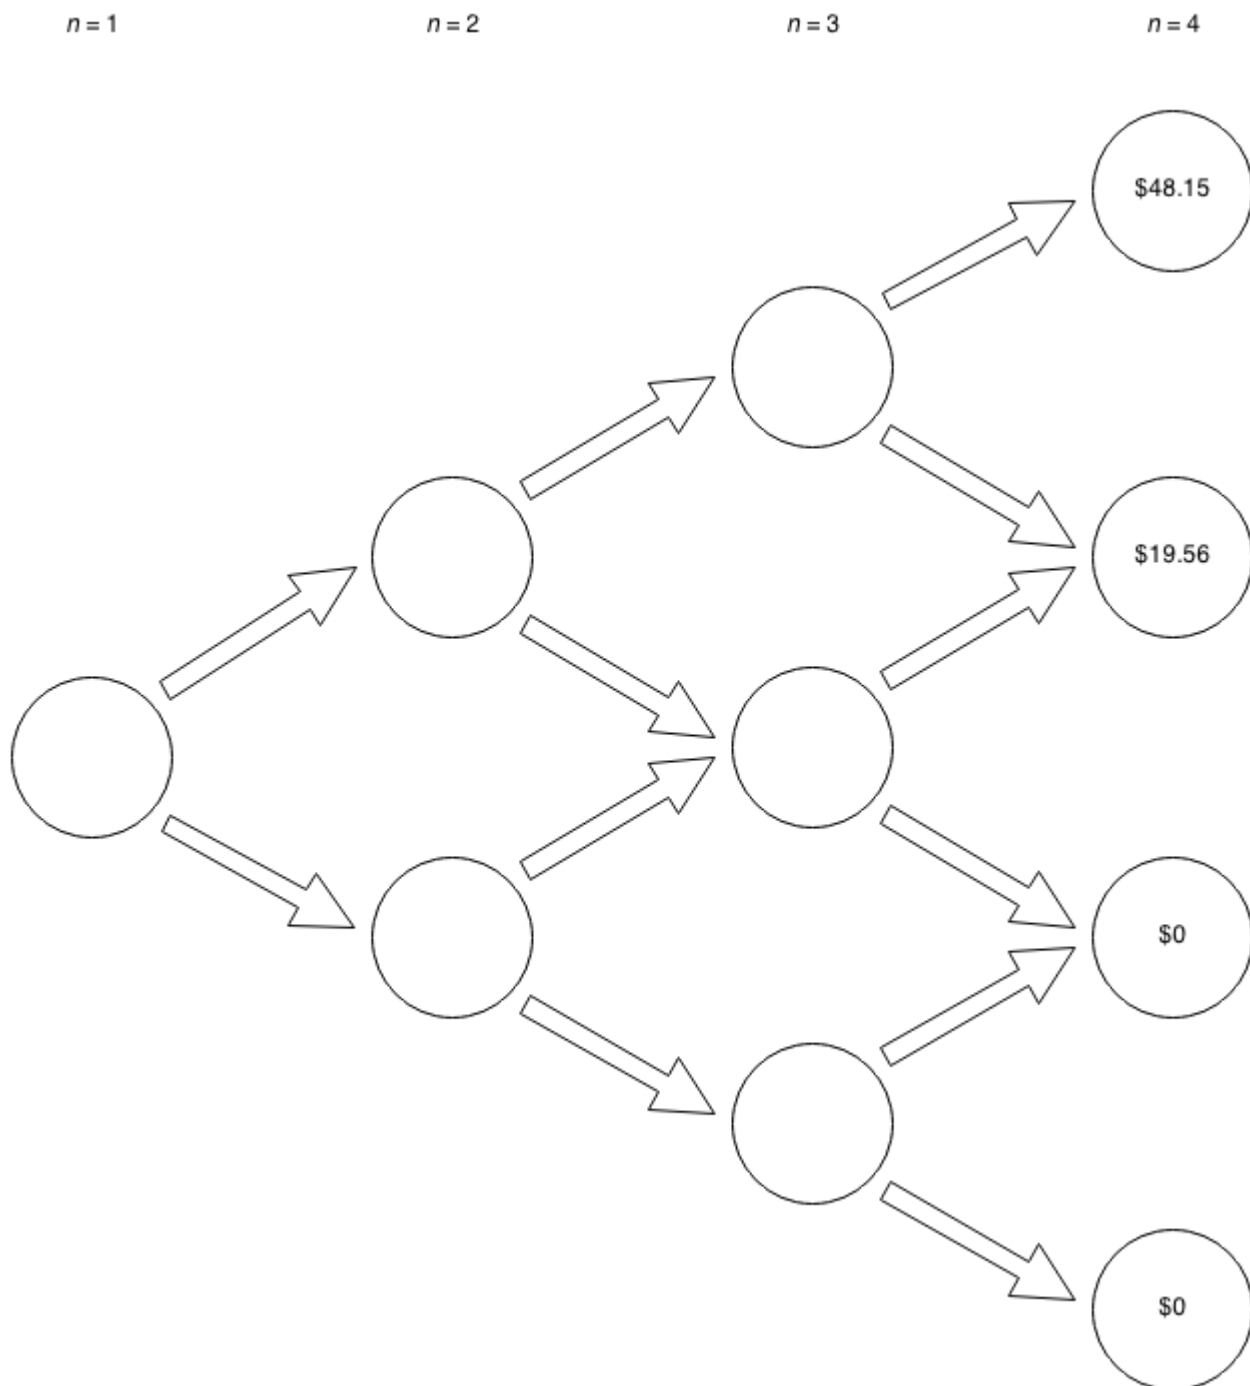 n = 1 n = 2 n = 3 n = 4
$48.15
$19.56
$0
$0